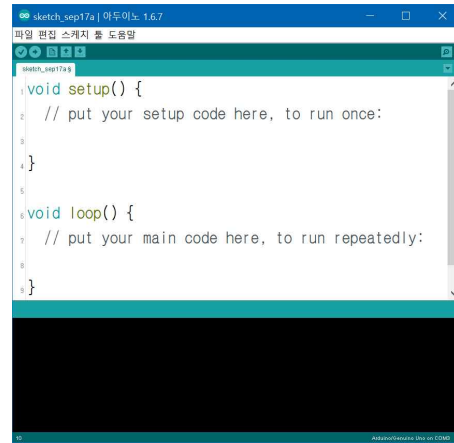 sketch_sep17a | 아두이노 1.6.7
파일 편집 스케치 툴 도움말
sketch_sep17a §
1 void setup() {
2 // put your setup code here, to run once:
3
4 }
5
6 void loop() {
7 // put your main code here, to run repeatedly:
8
9 }
10 Arduino/Genuino Uno on COM3